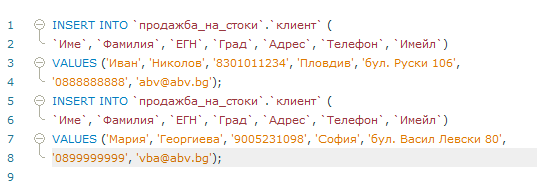 1 INSERT INTO `продажба_на_стоки`.`клиент` (
2 `Име`, `Фамилия`, `ЕГН`, `Град`, `Адрес`, `Телефон`, `Имейл`)
3 VALUES ('Иван', 'Николов', '8301011234', 'Пловдив', 'бул. Руски 106',
4 '0888888888', 'abv@abv.bg');
5 INSERT INTO `продажба_на_стоки`.`клиент` (
6 `Име`, `Фамилия`, `ЕГН`, `Град`, `Адрес`, `Телефон`, `Имейл`)
7 VALUES ('Мария', 'Георгиева', '9005231098', 'София', 'бул. Васил Левски 80',
8 '0899999999', 'vba@abv.bg');
9